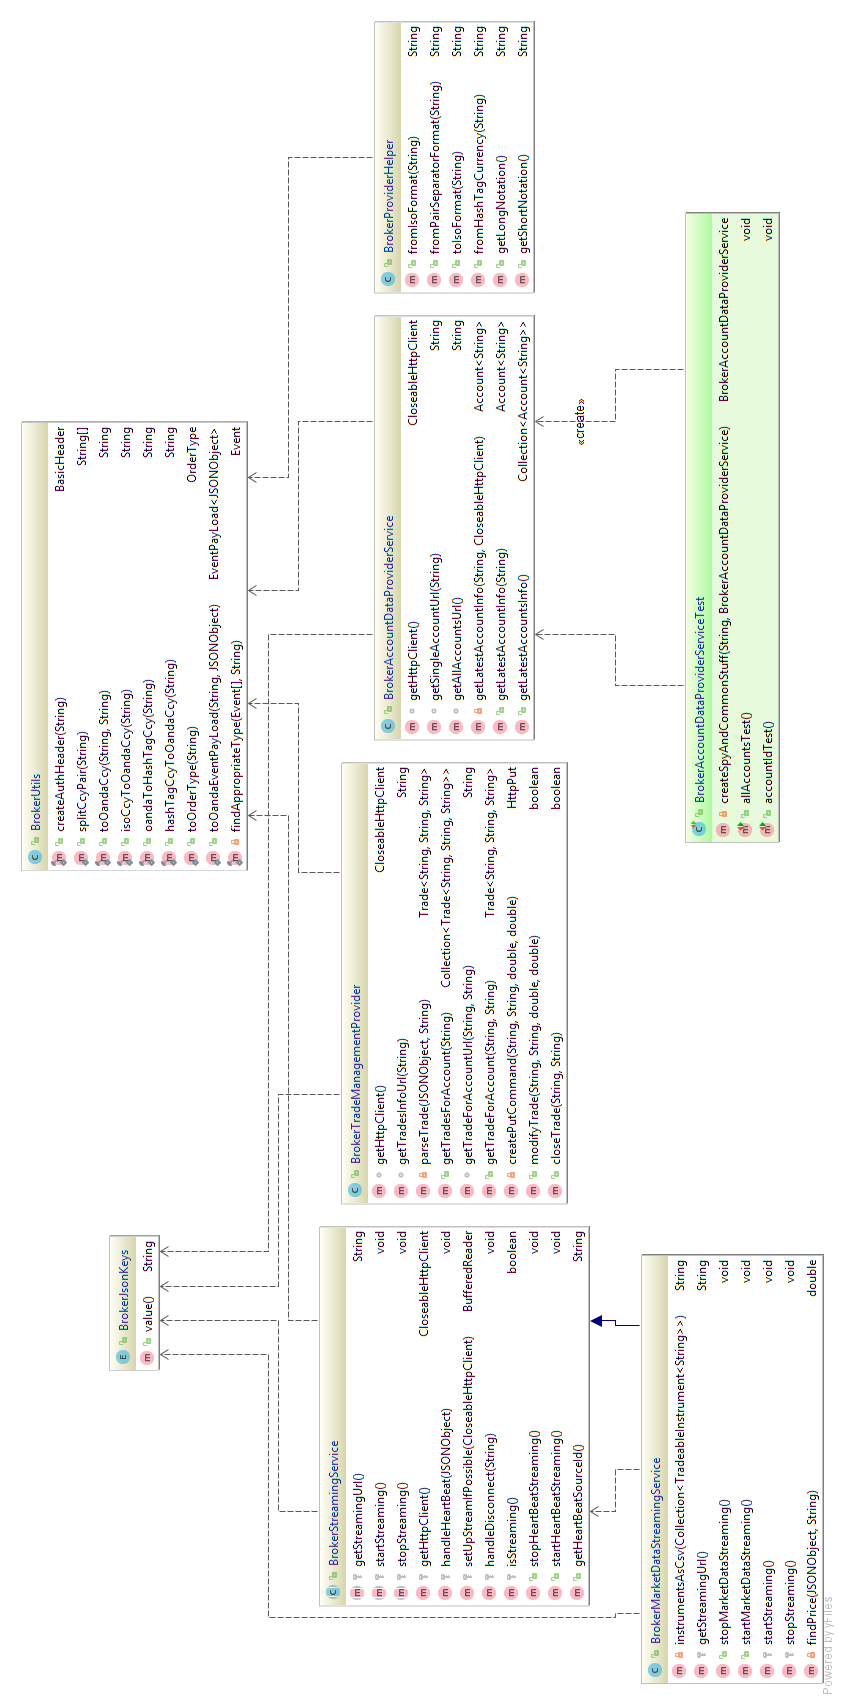 BrokerProviderHelper
fromIsoFormat(String) String
fromPairSeparatorFormat(String) String
toIsoFormat(String) String
fromHashTagCurrency(String) String
getLongNotation() String
getShortNotation() String
BrokerUtils
createAuthHeader(String) BasicHeader
splitCcyPair(String) String[]
toOandaCcy(String, String) String
isoCcyToOandaCcy(String) String
oandaToHashTagCcy(String) String
hashTagCcyToOandaCcy(String) String
toOrderType(String) OrderType
toOandaEventPayLoad(String, JSONObject) EventPayLoad<JSONObject>
findAppropriateType(Event[], String) Event
BrokerAccountDataProviderService
getHttpClient() CloseableHttpClient
getSingleAccountUrl(String) String
getAllAccountsUrl() String
getLatestAccountInfo(String, CloseableHttpClient) Account<String>
getLatestAccountInfo(String) Account<String>
getLatestAccountsInfo() Collection<Account<String>>
«create»
BrokerAccountDataProviderServiceTest
createSpyAndCommonStuff(String, BrokerAccountDataProviderService) BrokerAccountDataProviderService
allAccountsTest() void
accountIdTest() void
BrokerTradeManagementProvider
getHttpClient() CloseableHttpClient
getTradesInfoUrl(String) String
parseTrade(JSONObject, String) Trade<String, String, String>
getTradesForAccount(String) Collection<Trade<String, String, String>>
getTradeForAccountUrl(String, String) String
getTradeForAccount(String, String) Trade<String, String, String>
createPutCommand(String, String, double, double) HttpPut
modifyTrade(String, String, double, double) boolean
closeTrade(String, String) boolean
BrokerJsonKeys
value() String
BrokerStreamingService
getStreamingUrl() String
startStreaming() void
stopStreaming() void
getHttpClient() CloseableHttpClient
handleHeartBeat(JSONObject) void
setUpStreamIfPossible(CloseableHttpClient) BufferedReader
handleDisconnect(String) void
isStreaming() boolean
stopHeartBeatStreaming() void
startHeartBeatStreaming() void
getHeartBeatSourceId() String
BrokerMarketDataStreamingService
instrumentsAsCsv(Collection<TradeableInstrument<String>>) String
getStreamingUrl() String
stopMarketDataStreaming() void
startMarketDataStreaming() void
startStreaming() void
stopStreaming() void
findPrice(JSONObject, String) double
Powered by yFiles